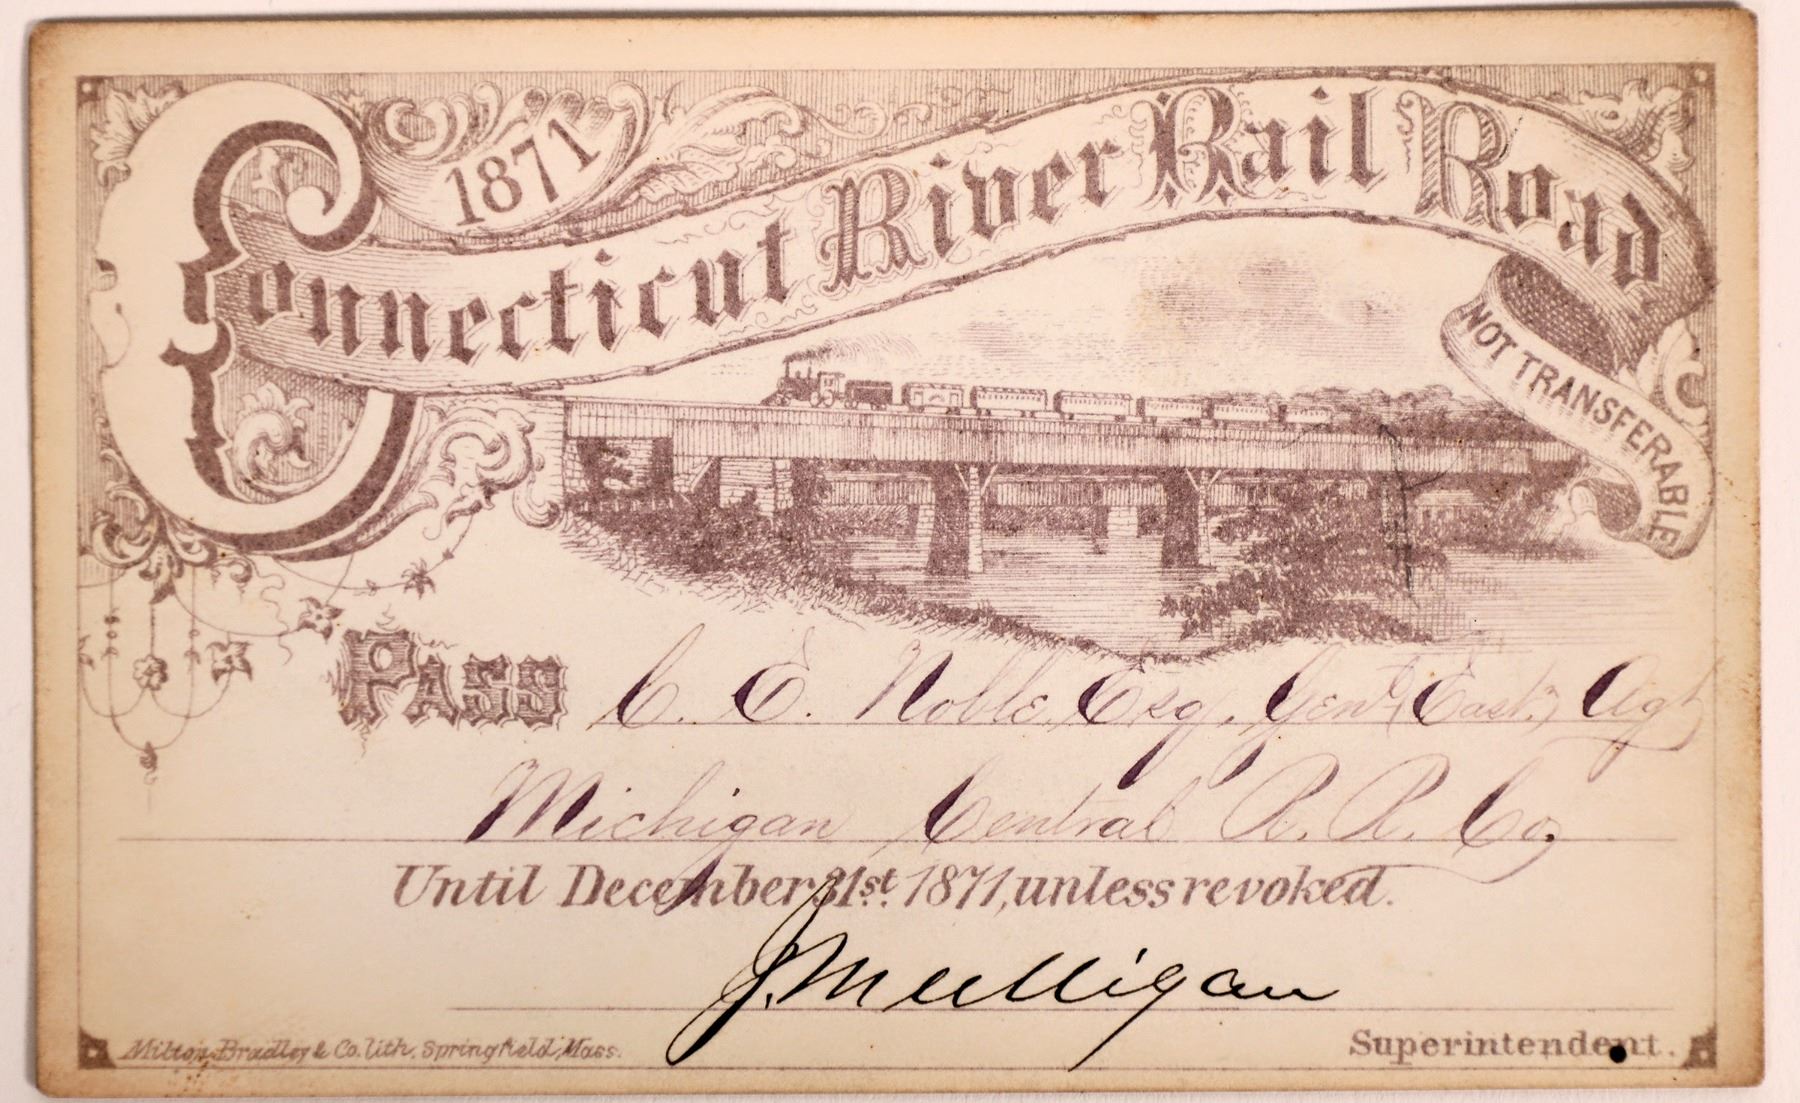 1871
Connecticut River Rail Road
NOT TRANSFERABLE
PASS C. E. Noble Esq. Genl. East. Agt
Michigan Central R. R. Co.
Until December 31st. 1871, unless revoked.
J. Mulligan
Milton Bradley & Co. lith. Springfield, Mass.
Superintendent.